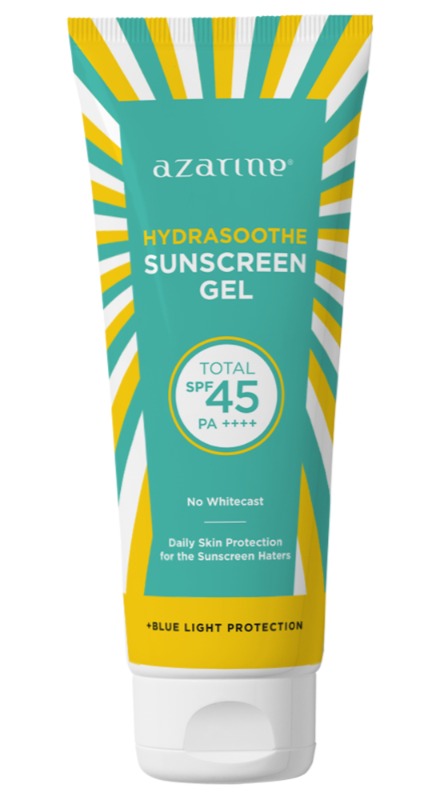 azarine®
HYDRASOOTHE
SUNSCREEN
GEL
TOTAL
SPF 45
PA ++++
No Whitecast
Daily Skin Protection
for the Sunscreen Haters
+BLUE LIGHT PROTECTION